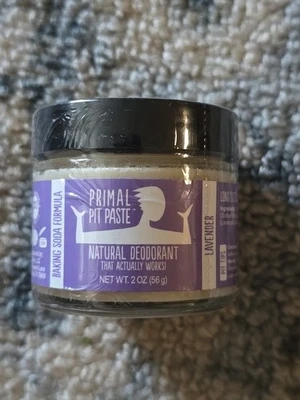 BAKING SODA FORMULA
PRIMAL
PIT PASTE
NATURAL DEODORANT
THAT ACTUALLY WORKS!
NET WT. 2 OZ (56 g)
LAVENDER